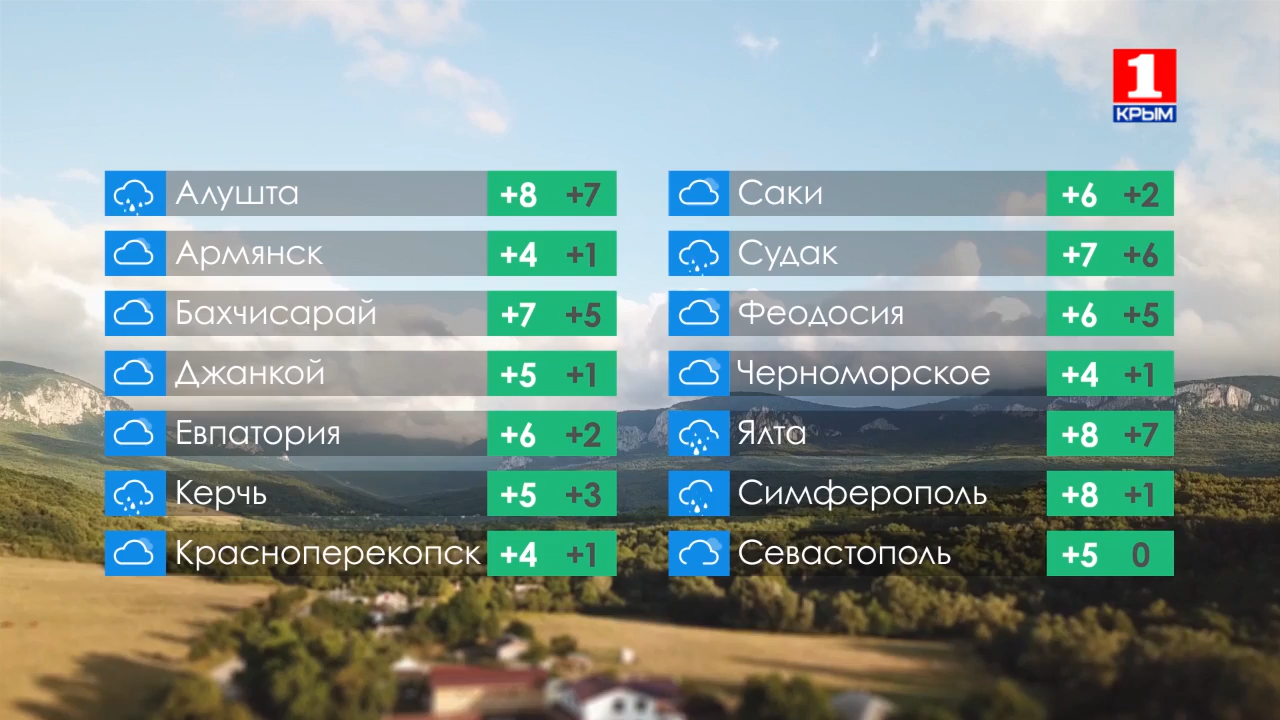 1
КРЫМ
Алушта +8 +7
Армянск +4 +1
Бахчисарай +7 +5
Джанкой +5 +1
Евпатория +6 +2
Керчь +5 +3
Красноперекопск +4 +1
Саки +6 +2
Судак +7 +6
Феодосия +6 +5
Черноморское +4 +1
Ялта +8 +7
Симферополь +8 +1
Севастополь +5 0